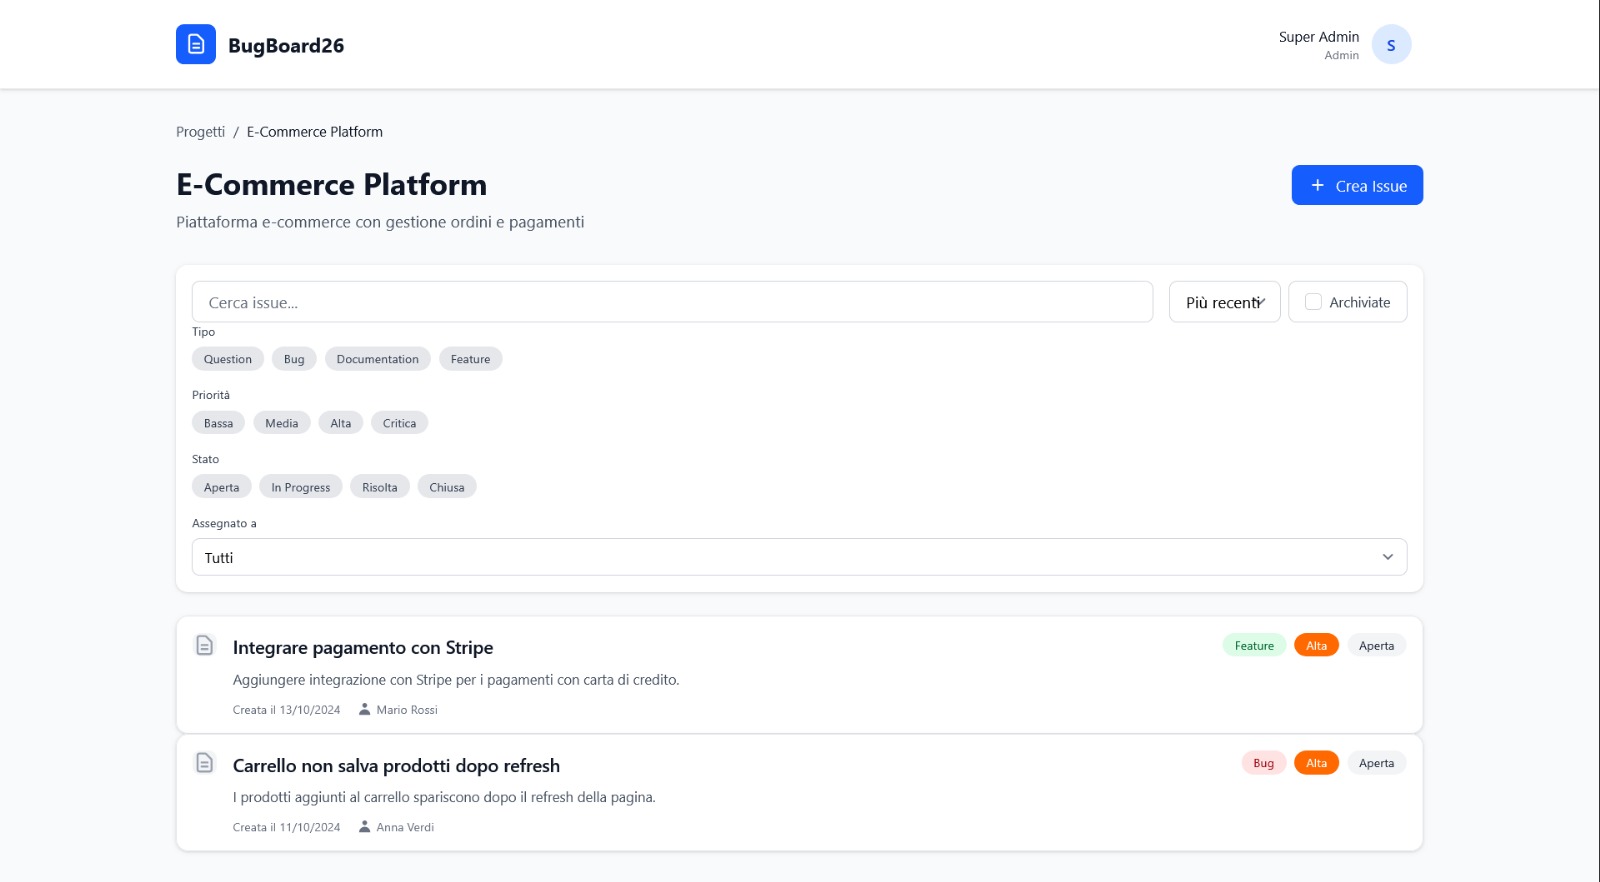 BugBoard26
Super Admin
Admin
S
Progetti / E-Commerce Platform
E-Commerce Platform
+ Crea Issue
Piattaforma e-commerce con gestione ordini e pagamenti
Cerca issue...
Più recenti
Archiviate
Tipo
Question Bug Documentation Feature
Priorità
Bassa Media Alta Critica
Stato
Aperta In Progress Risolta Chiusa
Assegnato a
Tutti
Integrare pagamento con Stripe
Feature Alta Aperta
Aggiungere integrazione con Stripe per i pagamenti con carta di credito.
Creata il 13/10/2024 Mario Rossi
Carrello non salva prodotti dopo refresh
Bug Alta Aperta
I prodotti aggiunti al carrello spariscono dopo il refresh della pagina.
Creata il 11/10/2024 Anna Verdi